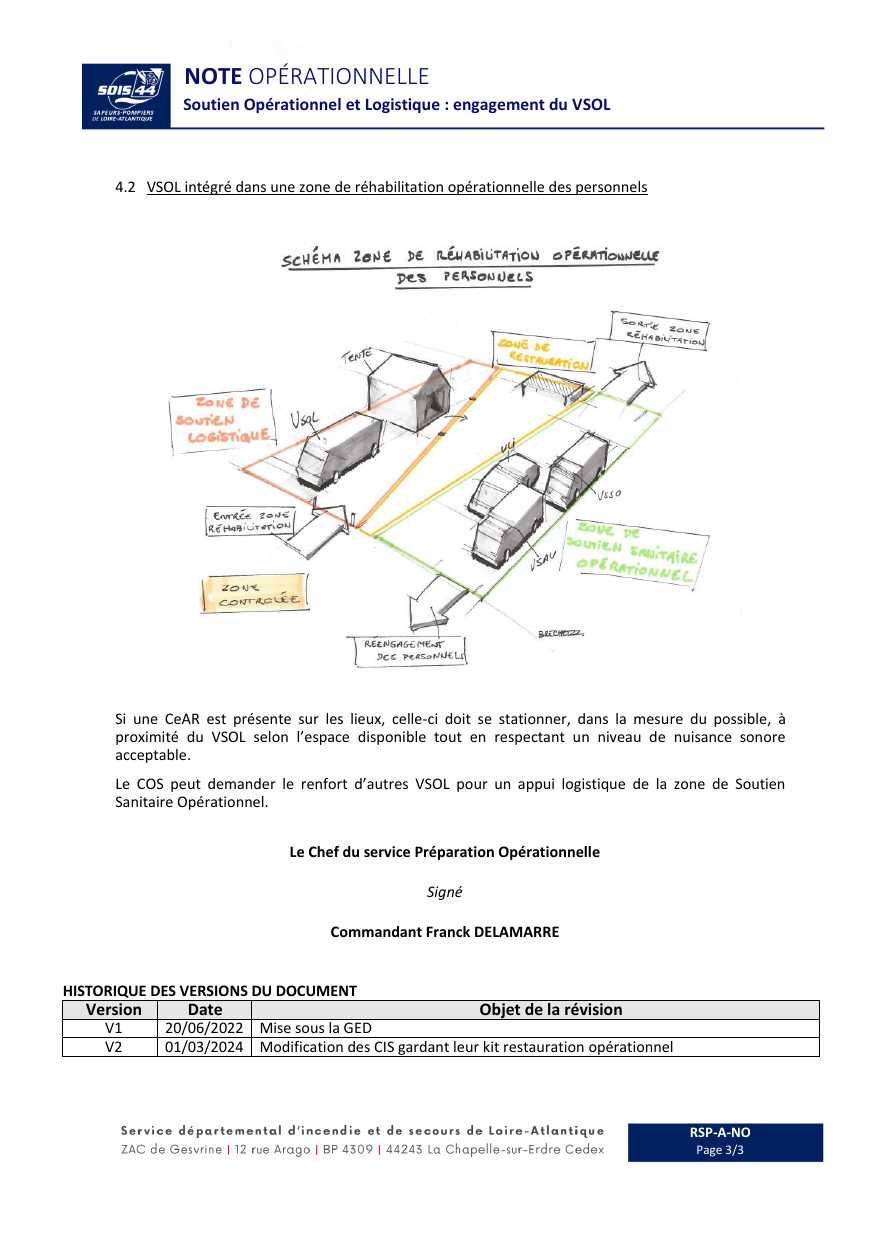 SDIS 44
SAPEURS-POMPIERS
DE LOIRE-ATLANTIQUE
NOTE OPÉRATIONNELLE
Soutien Opérationnel et Logistique : engagement du VSOL
4.2 VSOL intégré dans une zone de réhabilitation opérationnelle des personnels
SCHÉMA ZONE DE RÉHABILITATION OPÉRATIONNELLE
DES PERSONNELS
SORTIE ZONE
RÉHABILITATION
ZONE DE
RESTAURATION
TENTE
ZONE DE
SOUTIEN
LOGISTIQUE
VSOL
VLI
VSSO
ENTRÉE ZONE
RÉHABILITATION
ZONE DE
SOUTIEN SANITAIRE
OPÉRATIONNEL
VSAV
ZONE
CONTROLÉE
RÉENGAGEMENT
DES PERSONNELS
Si une CeAR est présente sur les lieux, celle-ci doit se stationner, dans la mesure du possible, à
proximité du VSOL selon l’espace disponible tout en respectant un niveau de nuisance sonore
acceptable.
Le COS peut demander le renfort d’autres VSOL pour un appui logistique de la zone de Soutien
Sanitaire Opérationnel.
Le Chef du service Préparation Opérationnelle
Signé
Commandant Franck DELAMARRE
HISTORIQUE DES VERSIONS DU DOCUMENT
Version Date Objet de la révision
V1 20/06/2022 Mise sous la GED
V2 01/03/2024 Modification des CIS gardant leur kit restauration opérationnel
Service départemental d’incendie et de secours de Loire-Atlantique
ZAC de Gesvrine | 12 rue Arago | BP 4309 | 44243 La Chapelle-sur-Erdre Cedex
RSP-A-NO
Page 3/3